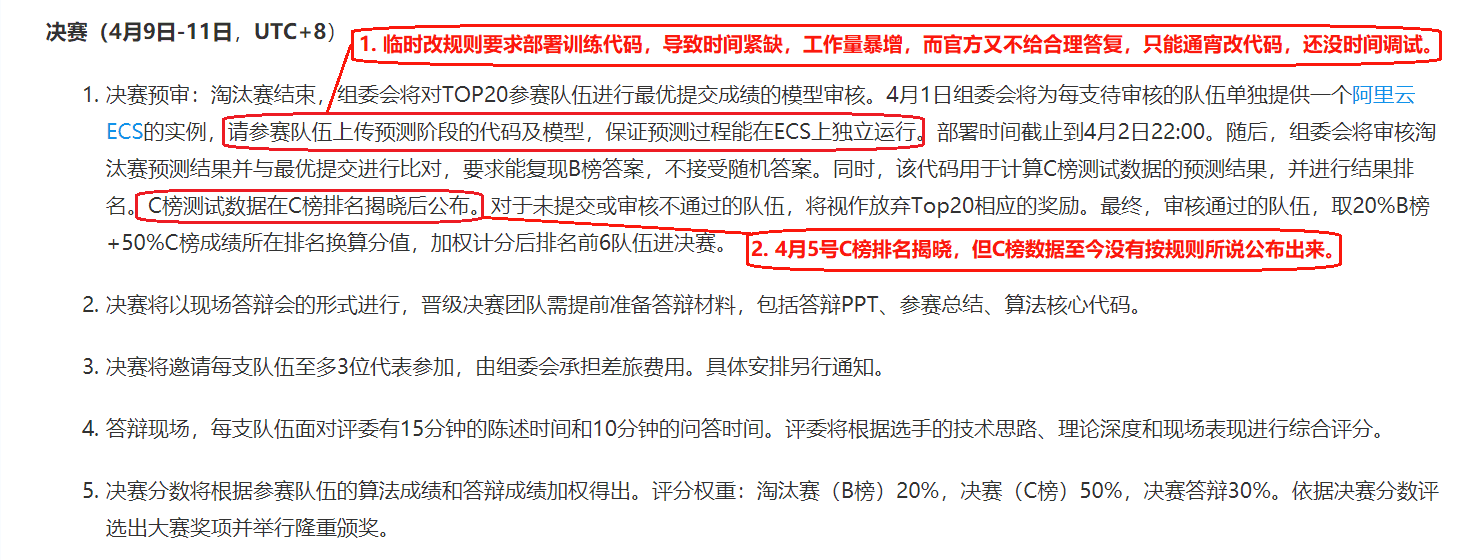 决赛（4月9日-11日，UTC+8）
1. 临时改规则要求部署训练代码，导致时间紧缺，工作量暴增，而官方又不给合理答复，只能通宵改代码，还没时间调试。
1. 决赛预审：淘汰赛结束，组委会将对TOP20参赛队伍进行最优提交成绩的模型审核。4月1日组委会将为每支待审核的队伍单独提供一个阿里云
ECS的实例，请参赛队伍上传预测阶段的代码及模型，保证预测过程能在ECS上独立运行。部署时间截止到4月2日22:00。随后，组委会将审核淘
汰赛预测结果并与最优提交进行比对，要求能复现B榜答案，不接受随机答案。同时，该代码用于计算C榜测试数据的预测结果，并进行结果排
名。C榜测试数据在C榜排名揭晓后公布。对于未提交或审核不通过的队伍，将视作放弃Top20相应的奖励。最终，审核通过的队伍，取20%B榜
+50%C榜成绩所在排名换算分值，加权计分后排名前6队伍进决赛。
2. 4月5号C榜排名揭晓，但C榜数据至今没有按规则所说公布出来。
2. 决赛将以现场答辩会的形式进行，晋级决赛团队需提前准备答辩材料，包括答辩PPT、参赛总结、算法核心代码。
3. 决赛将邀请每支队伍至多3位代表参加，由组委会承担差旅费用。具体安排另行通知。
4. 答辩现场，每支队伍面对评委有15分钟的陈述时间和10分钟的问答时间。评委将根据选手的技术思路、理论深度和现场表现进行综合评分。
5. 决赛分数将根据参赛队伍的算法成绩和答辩成绩加权得出。评分权重：淘汰赛（B榜）20%，决赛（C榜）50%，决赛答辩30%。依据决赛分数评
选出大赛奖项并举行隆重颁奖。